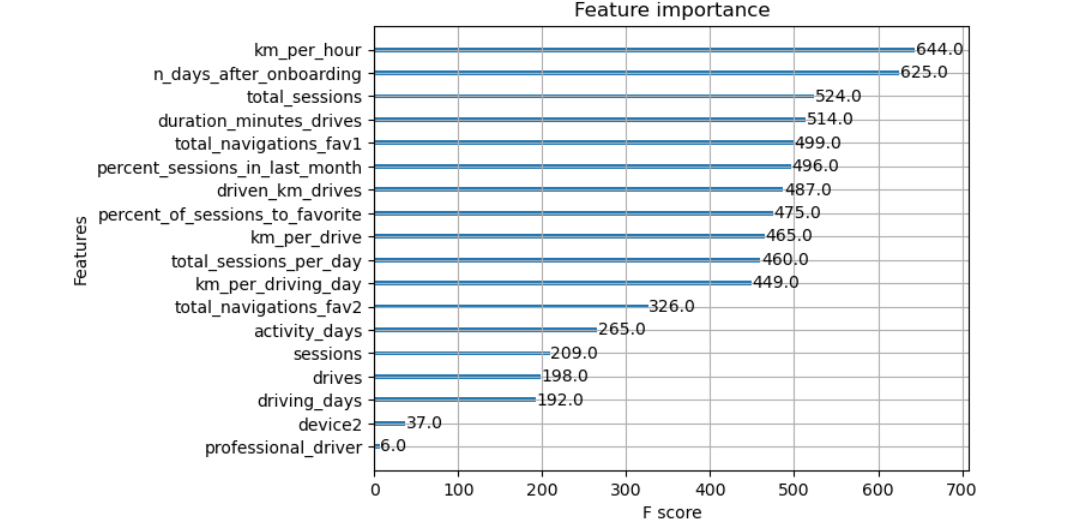 Feature importance
km_per_hour 644.0
n_days_after_onboarding 625.0
total_sessions 524.0
duration_minutes_drives 514.0
total_navigations_fav1 499.0
percent_sessions_in_last_month 496.0
driven_km_drives 487.0
percent_of_sessions_to_favorite 475.0
km_per_drive 465.0
total_sessions_per_day 460.0
km_per_driving_day 449.0
total_navigations_fav2 326.0
activity_days 265.0
sessions 209.0
drives 198.0
driving_days 192.0
device2 37.0
professional_driver 6.0
Features
0 100 200 300 400 500 600 700
F score